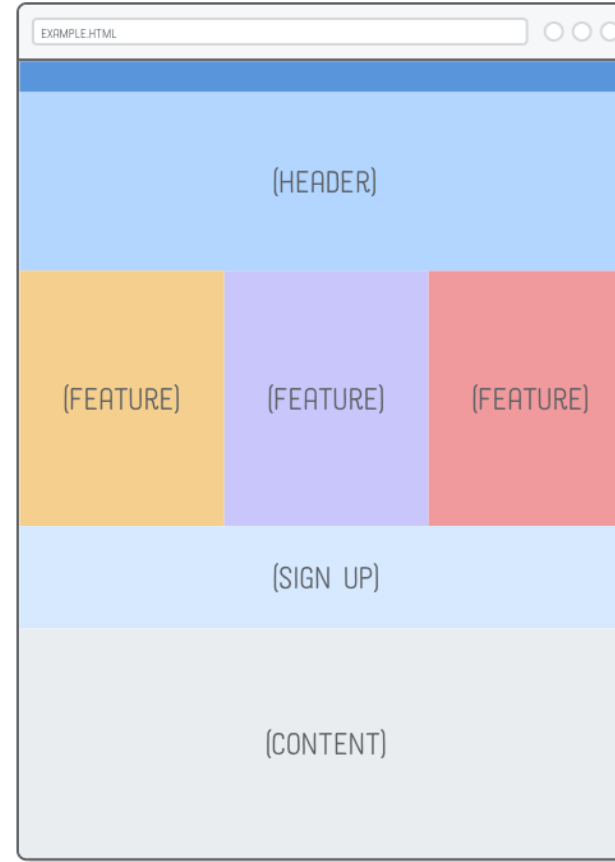 EXAMPLE.HTML
(HEADER)
(FEATURE) (FEATURE) (FEATURE)
(SIGN UP)
(CONTENT)